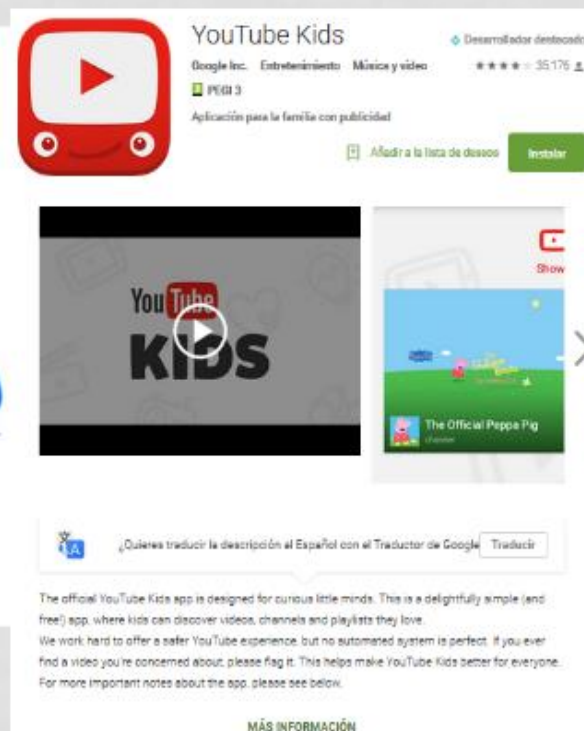 YouTube Kids
Desarrollador destacado
Google Inc. Entretenimiento Música y vídeo
35.176
PEGI 3
Aplicación para la familia con publicidad
Añadir a la lista de deseos
Instalar
You Tube
KIDS
Show
The Official Peppa Pig
channel
¿Quieres traducir la descripción al Español con el Traductor de Google
Traducir
The official YouTube Kids app is designed for curious little minds. This is a delightfully simple (and
free!) app, where kids can discover videos, channels and playlists they love.
We work hard to offer a safer YouTube experience, but no automated system is perfect. If you ever
find a video you're concerned about, please flag it. This helps make YouTube Kids better for everyone.
For more important notes about the app, please see below.
MÁS INFORMACIÓN